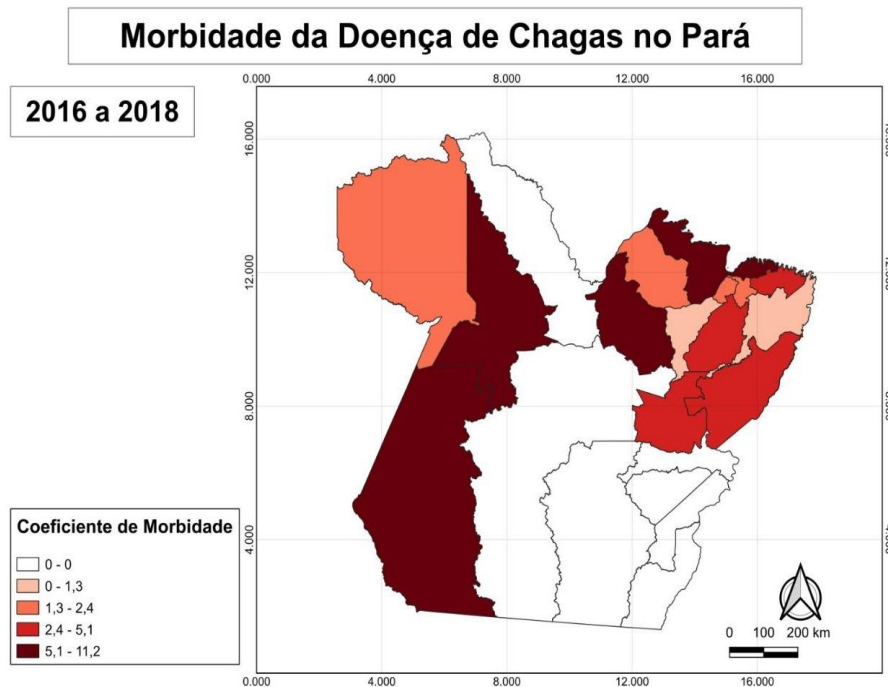 Morbidade da Doença de Chagas no Pará
2016 a 2018
0.000 4.000 8.000 12.000 16.000
16.000
12.000
8.000
4.000
Coeficiente de Morbidade
0 - 0
0 - 1,3
1,3 - 2,4
2,4 - 5,1
5,1 - 11,2
0 100 200 km
0.000 4.000 8.000 12.000 16.000